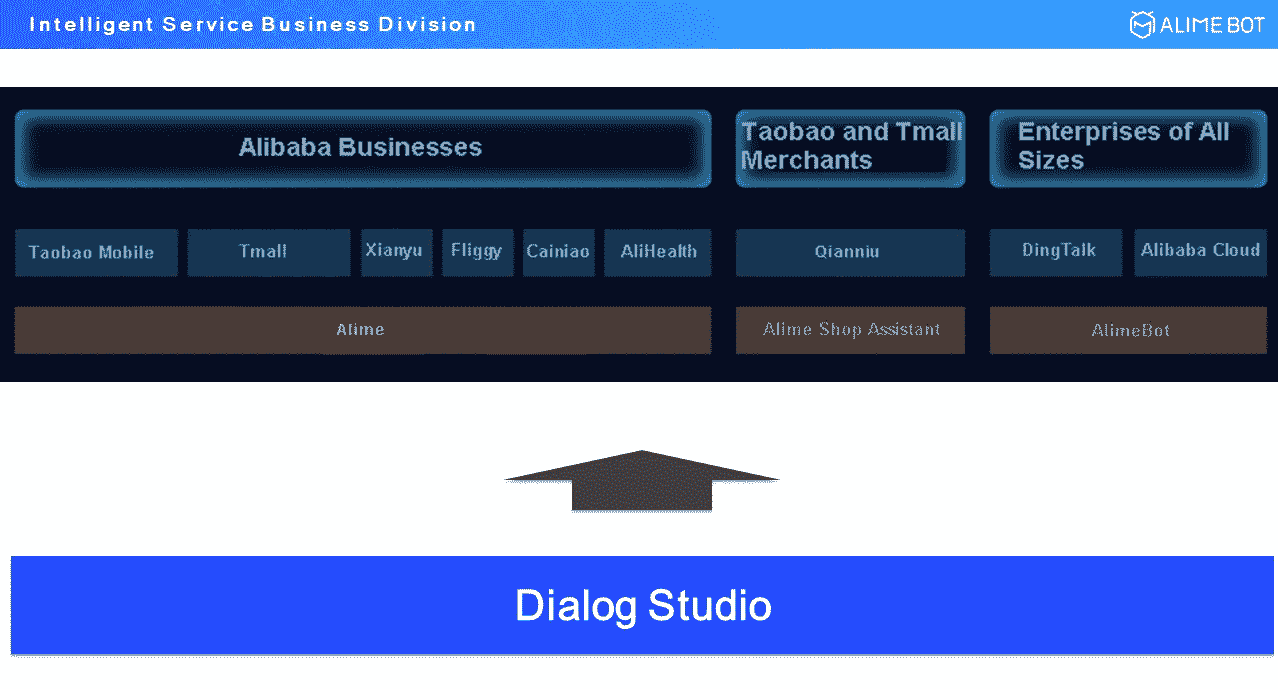 Intelligent Service Business Division
ALIME BOT
Alibaba Businesses
Taobao and Tmall
Merchants
Enterprises of All
Sizes
Taobao Mobile
Tmall
Xianyu
Fliggy
Cainiao
AliHealth
Qianniu
DingTalk
Alibaba Cloud
Alime
Alime Shop Assistant
AlimeBot
Dialog Studio